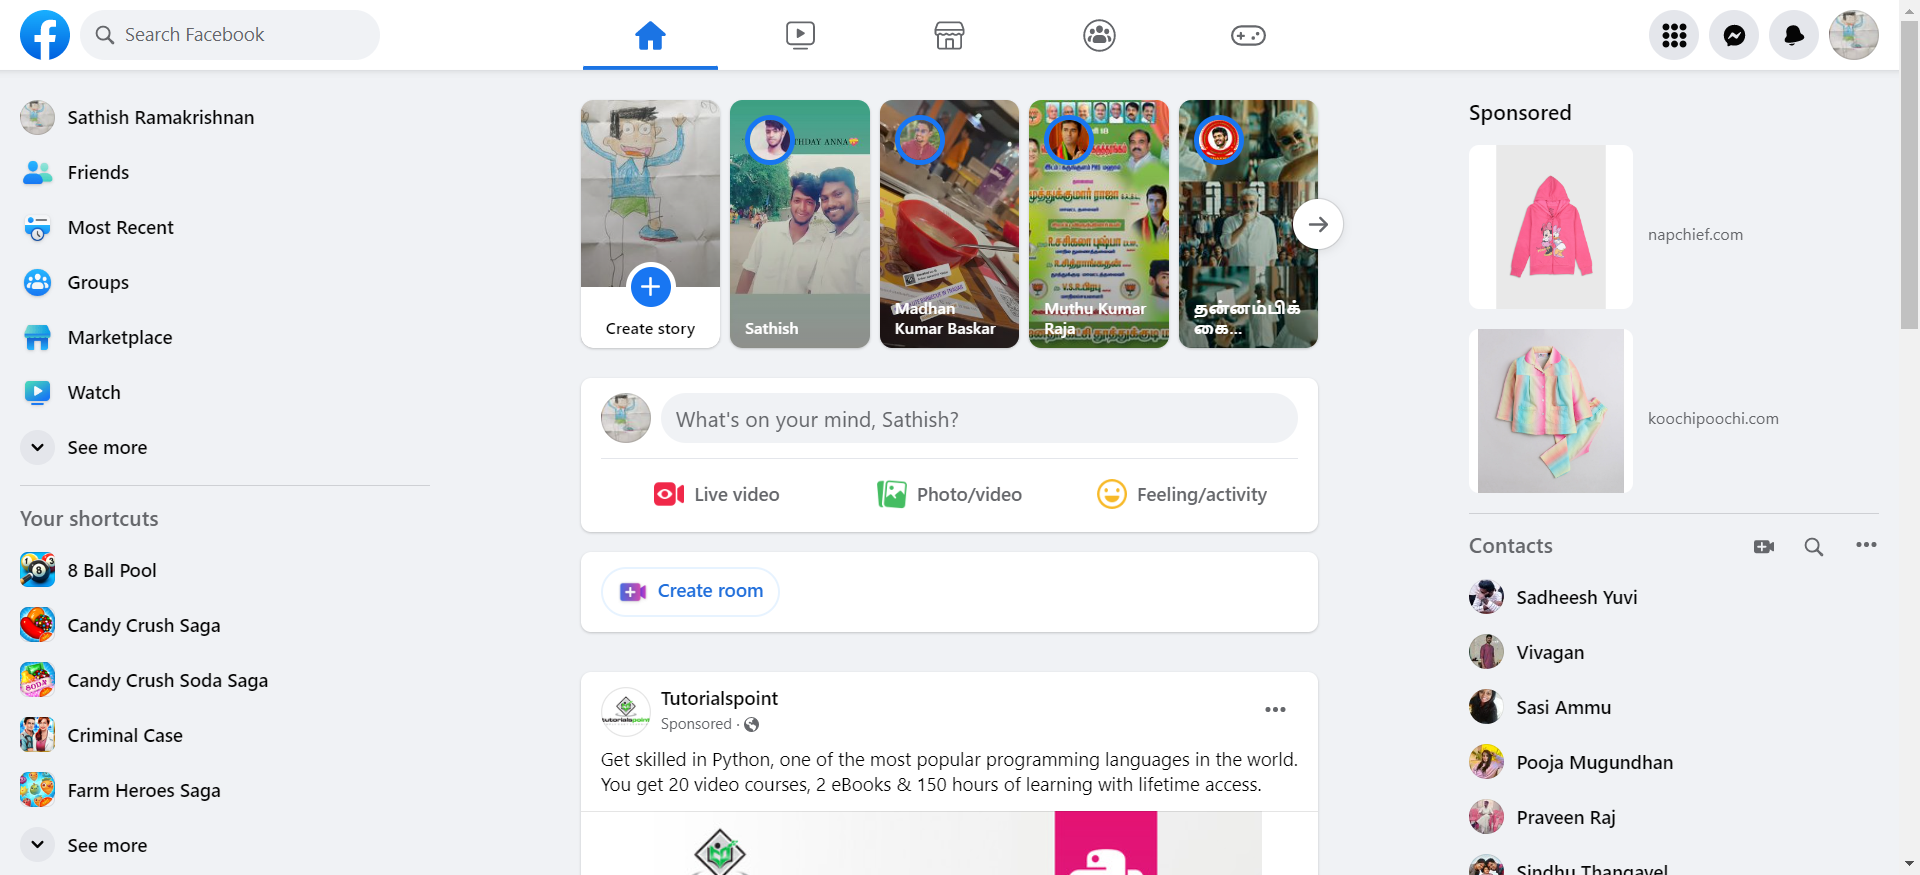 Search Facebook
Sathish Ramakrishnan
Friends
Most Recent
Groups
Marketplace
Watch
See more
Your shortcuts
8 Ball Pool
Candy Crush Saga
Candy Crush Soda Saga
Criminal Case
Farm Heroes Saga
See more
Create story
THDAY ANNA
Sathish
Madhan
Kumar Baskar
Muthu Kumar
Raja
தன்னம்பிக்
கை...
What's on your mind, Sathish?
Live video
Photo/video
Feeling/activity
Create room
Tutorialspoint
Sponsored ·
Get skilled in Python, one of the most popular programming languages in the world.
You get 20 video courses, 2 eBooks & 150 hours of learning with lifetime access.
Sponsored
napchief.com
koochipoochi.com
Contacts
Sadheesh Yuvi
Vivagan
Sasi Ammu
Pooja Mugundhan
Praveen Raj
Sindhu Thangavel